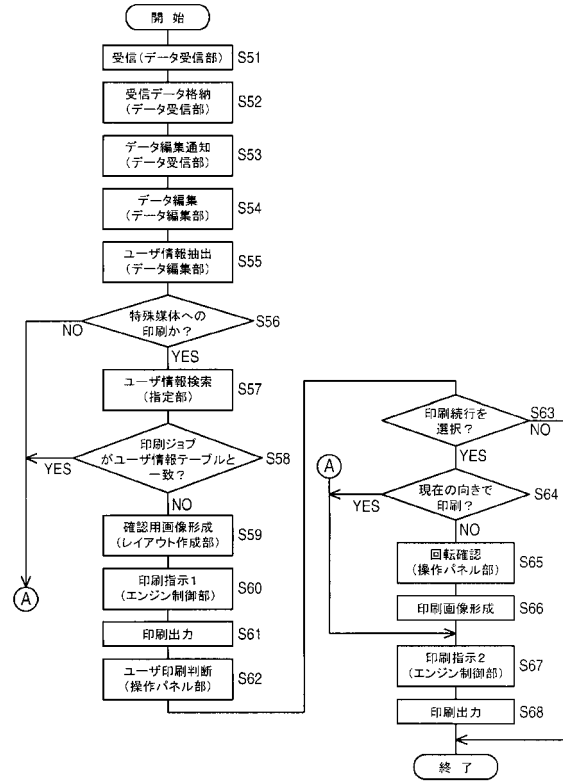 開始
受信(データ受信部)
S51
受信データ格納
(データ受信部)
S52
データ編集通知
(データ受信部)
S53
データ編集
(データ編集部)
S54
ユーザ情報抽出
(データ編集部)
S55
特殊媒体への
印刷か?
S56
NO
YES
ユーザ情報検索
(指定部)
S57
印刷ジョブ
がユーザ情報テーブルと
一致?
S58
YES
NO
確認用画像形成
(レイアウト作成部)
S59
印刷指示1
(エンジン制御部)
S60
A
印刷出力
S61
ユーザ印刷判断
(操作パネル部)
S62
印刷続行を
選択?
S63
NO
YES
A
現在の向きで
印刷?
S64
YES
NO
回転確認
(操作パネル部)
S65
印刷画像形成
S66
印刷指示2
(エンジン制御部)
S67
印刷出力
S68
終了